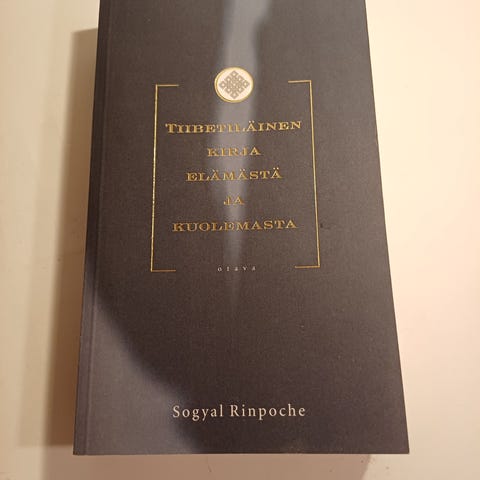 TIIBETILÄINEN
KIRJA
ELÄMÄSTÄ
JA
KUOLEMASTA
otava
Sogyal Rinpoche